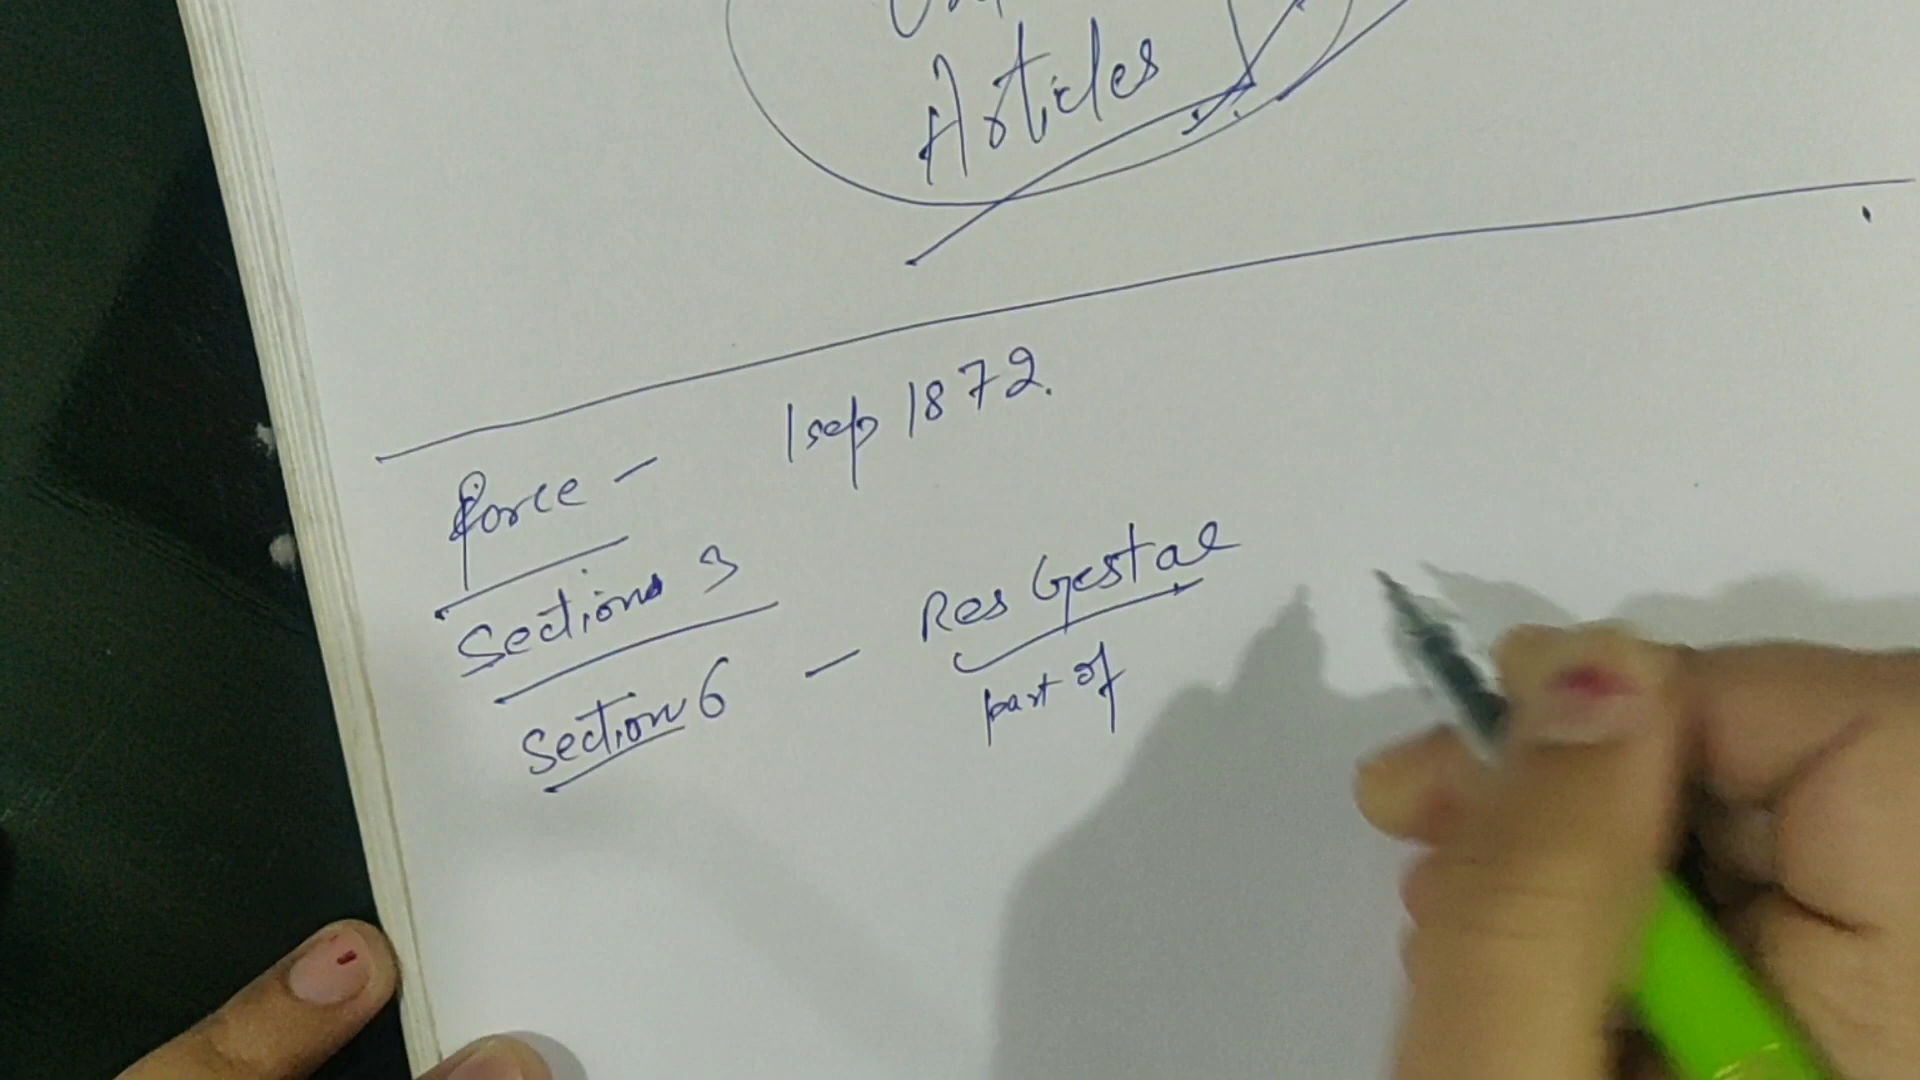 Articles
force - 1 sep 1872.
Sections 3
Section 6 - Res Gestae
part of